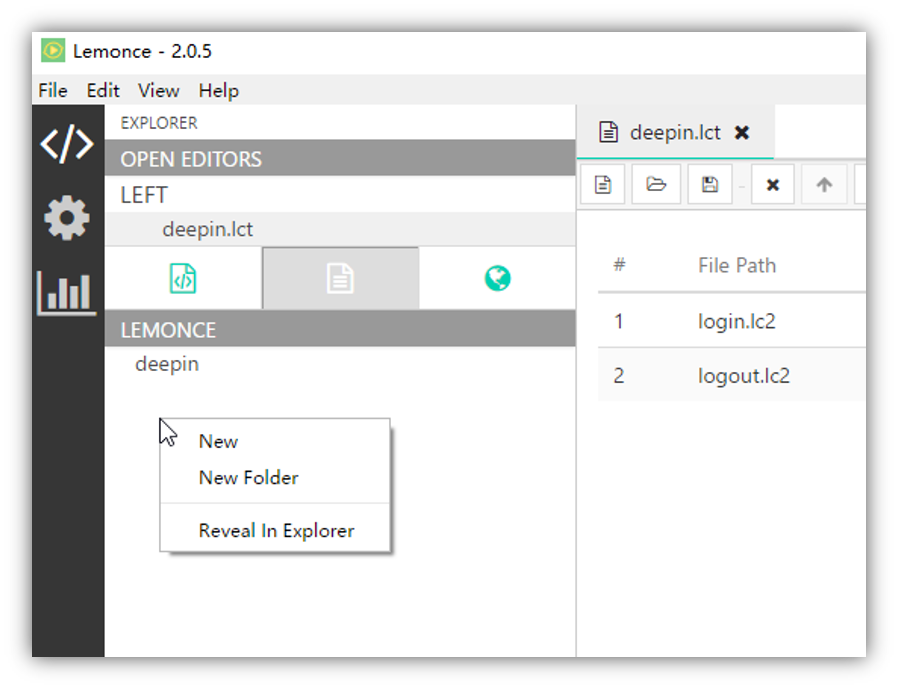 Lemonce - 2.0.5
File Edit View Help
EXPLORER
OPEN EDITORS
LEFT
deepin.lct
LEMONCE
deepin
New
New Folder
Reveal In Explorer
deepin.lct
# File Path
1 login.lc2
2 logout.lc2